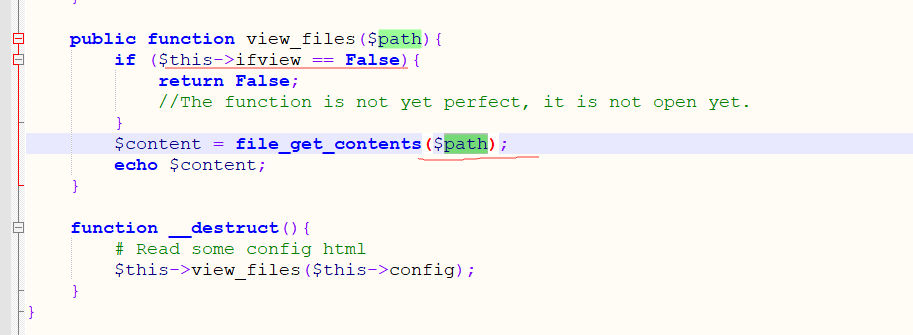 }
public function view_files($path){
if ($this->ifview == False){
return False;
//The function is not yet perfect, it is not open yet.
}
$content = file_get_contents($path);
echo $content;
}
function __destruct(){
# Read some config html
$this->view_files($this->config);
}
}